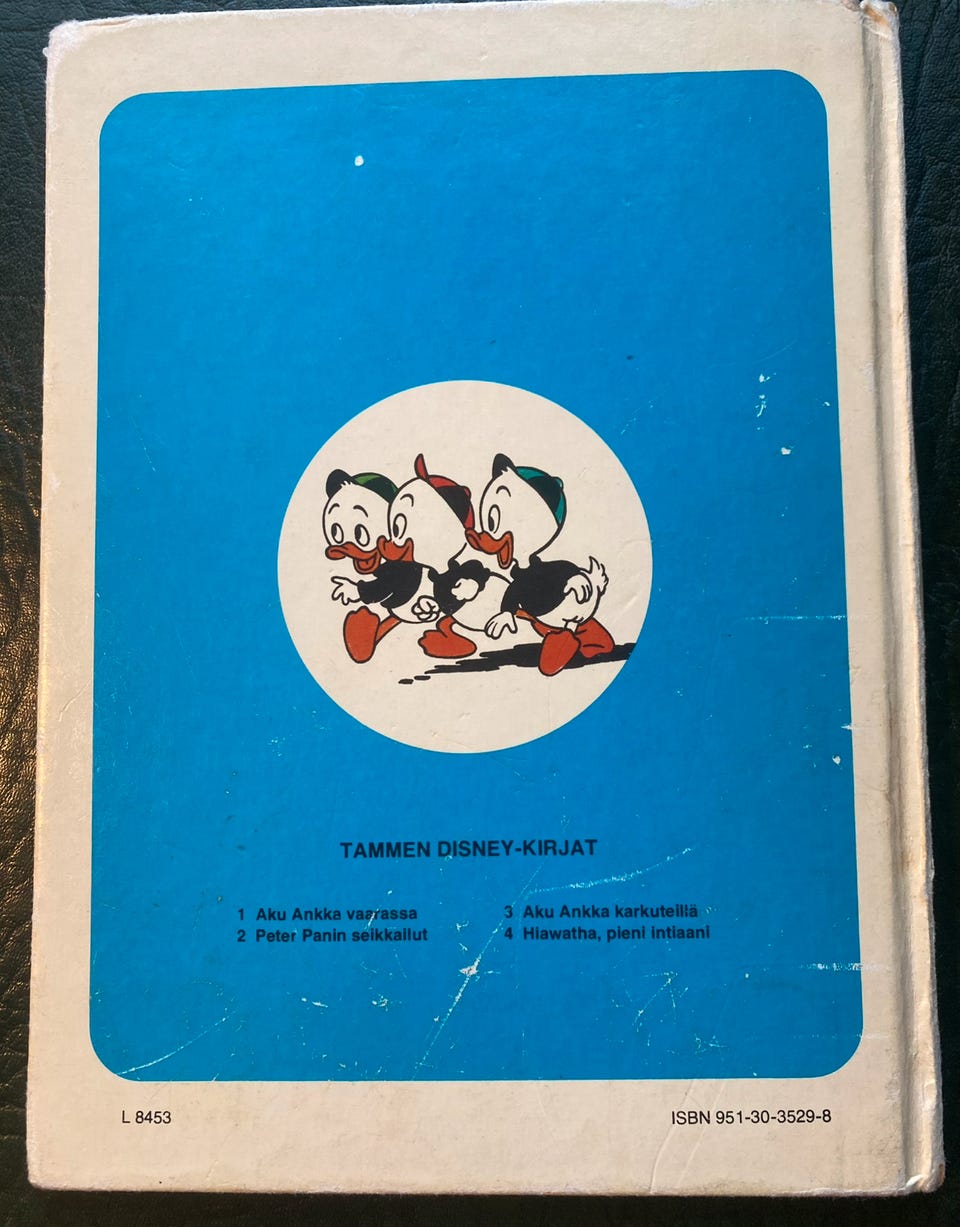 TAMMEN DISNEY-KIRJAT
1 Aku Ankka vaarassa
2 Peter Panin seikkailut
3 Aku Ankka karkuteillä
4 Hiawatha, pieni intiaani
L 8453
ISBN 951-30-3529-8